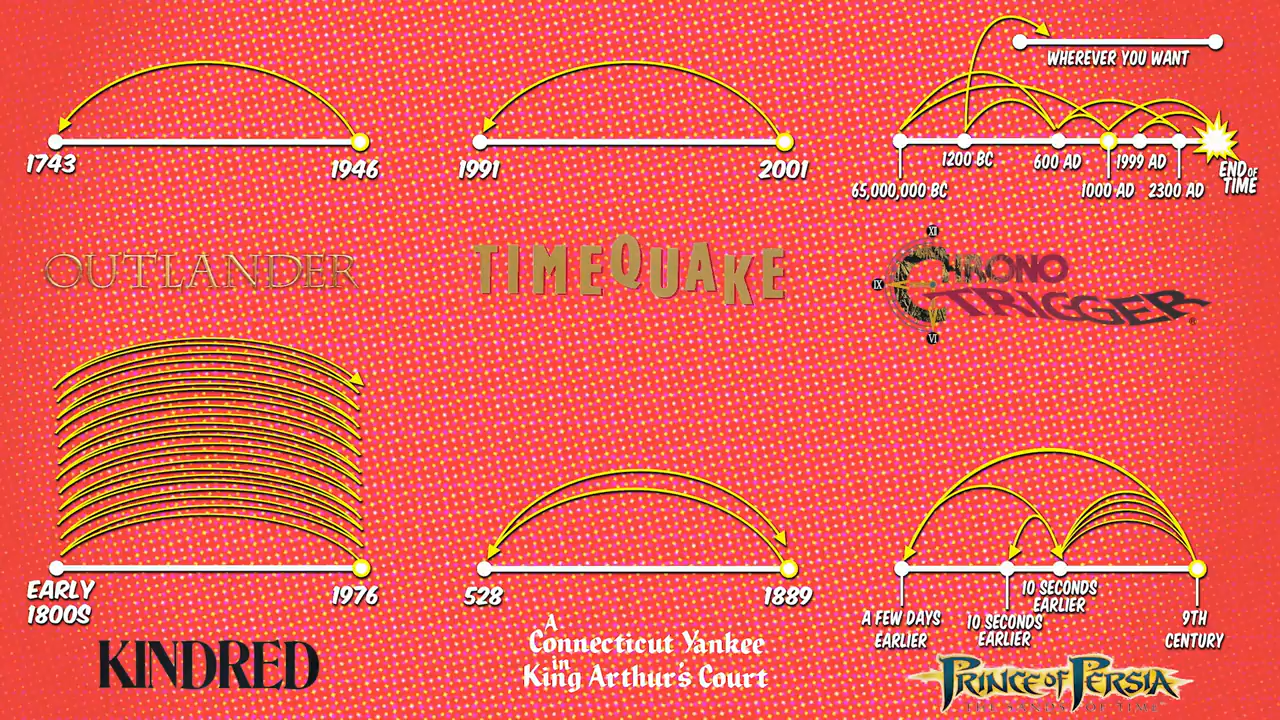 WHEREVER YOU WANT
1743
1946
1991
2001
1200 BC
600 AD
1999 AD
END OF
TIME
65,000,000 BC
1000 AD
2300 AD
OUTLANDER
TIMEQUAKE
XI
IX
VI
CHRONO
TRIGGER
®
EARLY
1800S
1976
KINDRED
528
1889
A
Connecticut Yankee
in
King Arthur's Court
10 SECONDS
EARLIER
A FEW DAYS
EARLIER
10 SECONDS
EARLIER
9TH
CENTURY
PRINCE OF PERSIA
THE SANDS OF TIME